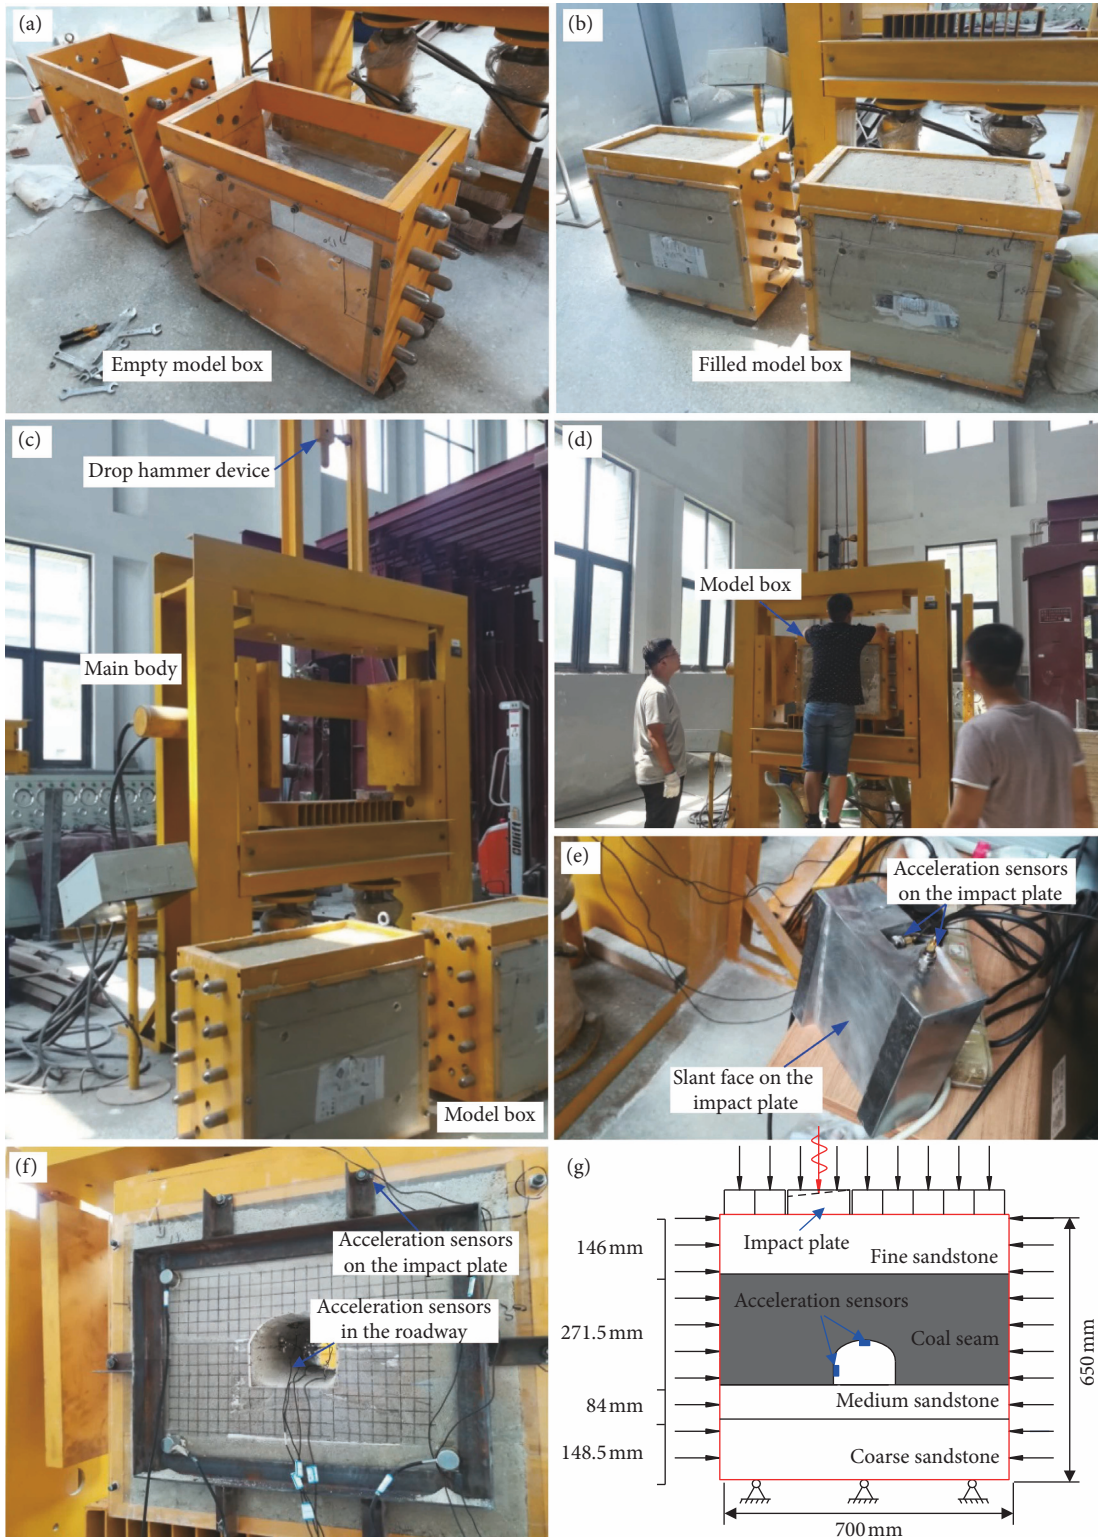 (a)
Empty model box
(b)
Filled model box
(c)
Drop hammer device
Main body
Model box
(d)
Model box
(e)
Acceleration sensors
on the impact plate
Slant face on the
impact plate
(f)
Acceleration sensors
on the impact plate
Acceleration sensors
in the roadway
(g)
Impact plate
146 mm
Fine sandstone
Acceleration sensors
271.5 mm
Coal seam
650 mm
84 mm
Medium sandstone
148.5 mm
Coarse sandstone
700 mm